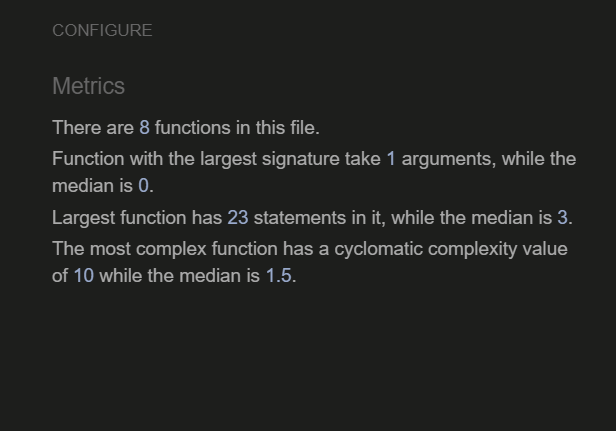 CONFIGURE
Metrics
There are 8 functions in this file.
Function with the largest signature take 1 arguments, while the
median is 0.
Largest function has 23 statements in it, while the median is 3.
The most complex function has a cyclomatic complexity value
of 10 while the median is 1.5.